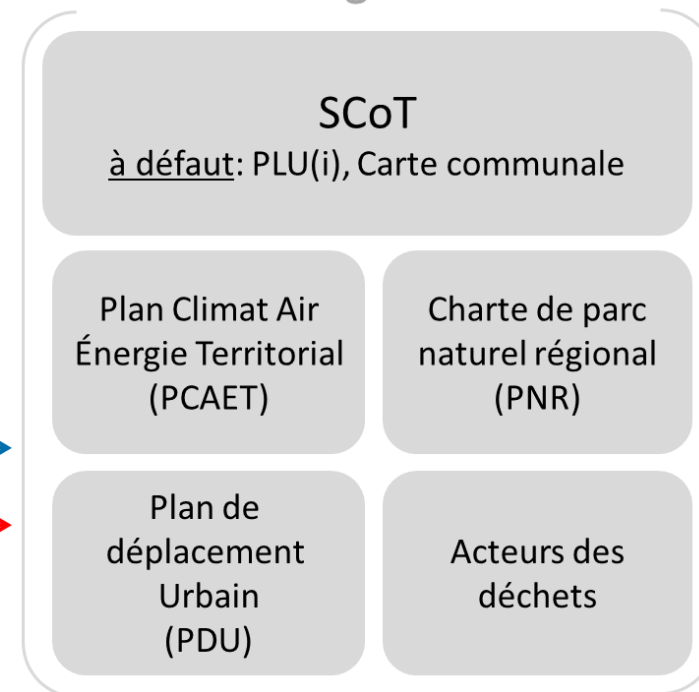 SCoT
à défaut: PLU(i), Carte communale
Plan Climat Air
Énergie Territorial
(PCAET)
Charte de parc
naturel régional
(PNR)
Plan de
déplacement
Urbain
(PDU)
Acteurs des
déchets